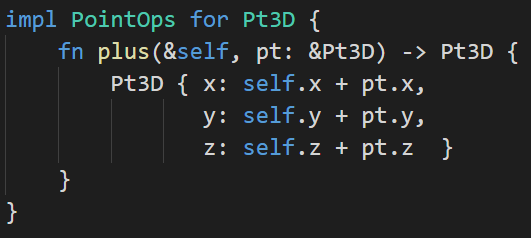 impl PointOps for Pt3D {
    fn plus(&self, pt: &Pt3D) -> Pt3D {
        Pt3D { x: self.x + pt.x,
               y: self.y + pt.y,
               z: self.z + pt.z  }
    }
}